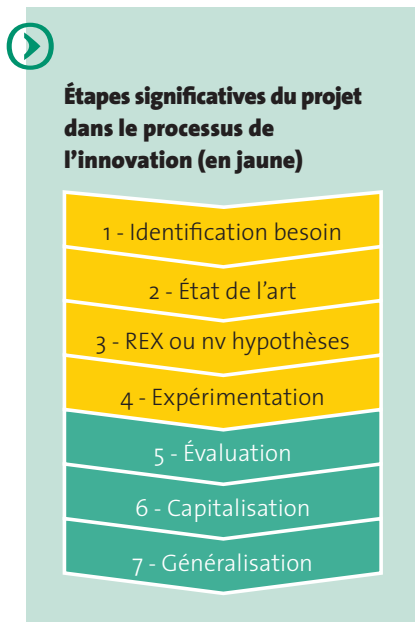 Étapes significatives du projet
dans le processus de
l'innovation (en jaune)
1 - Identification besoin
2 - État de l'art
3 - REX ou nv hypothèses
4 - Expérimentation
5 - Évaluation
6 - Capitalisation
7 - Généralisation